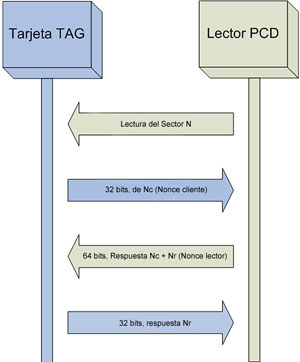 Tarjeta TAG
Lector PCD
Lectura del Sector N
32 bits, de Nc (Nonce cliente)
64 bits, Respuesta Nc + Nr (Nonce lector)
32 bits, respuesta Nr